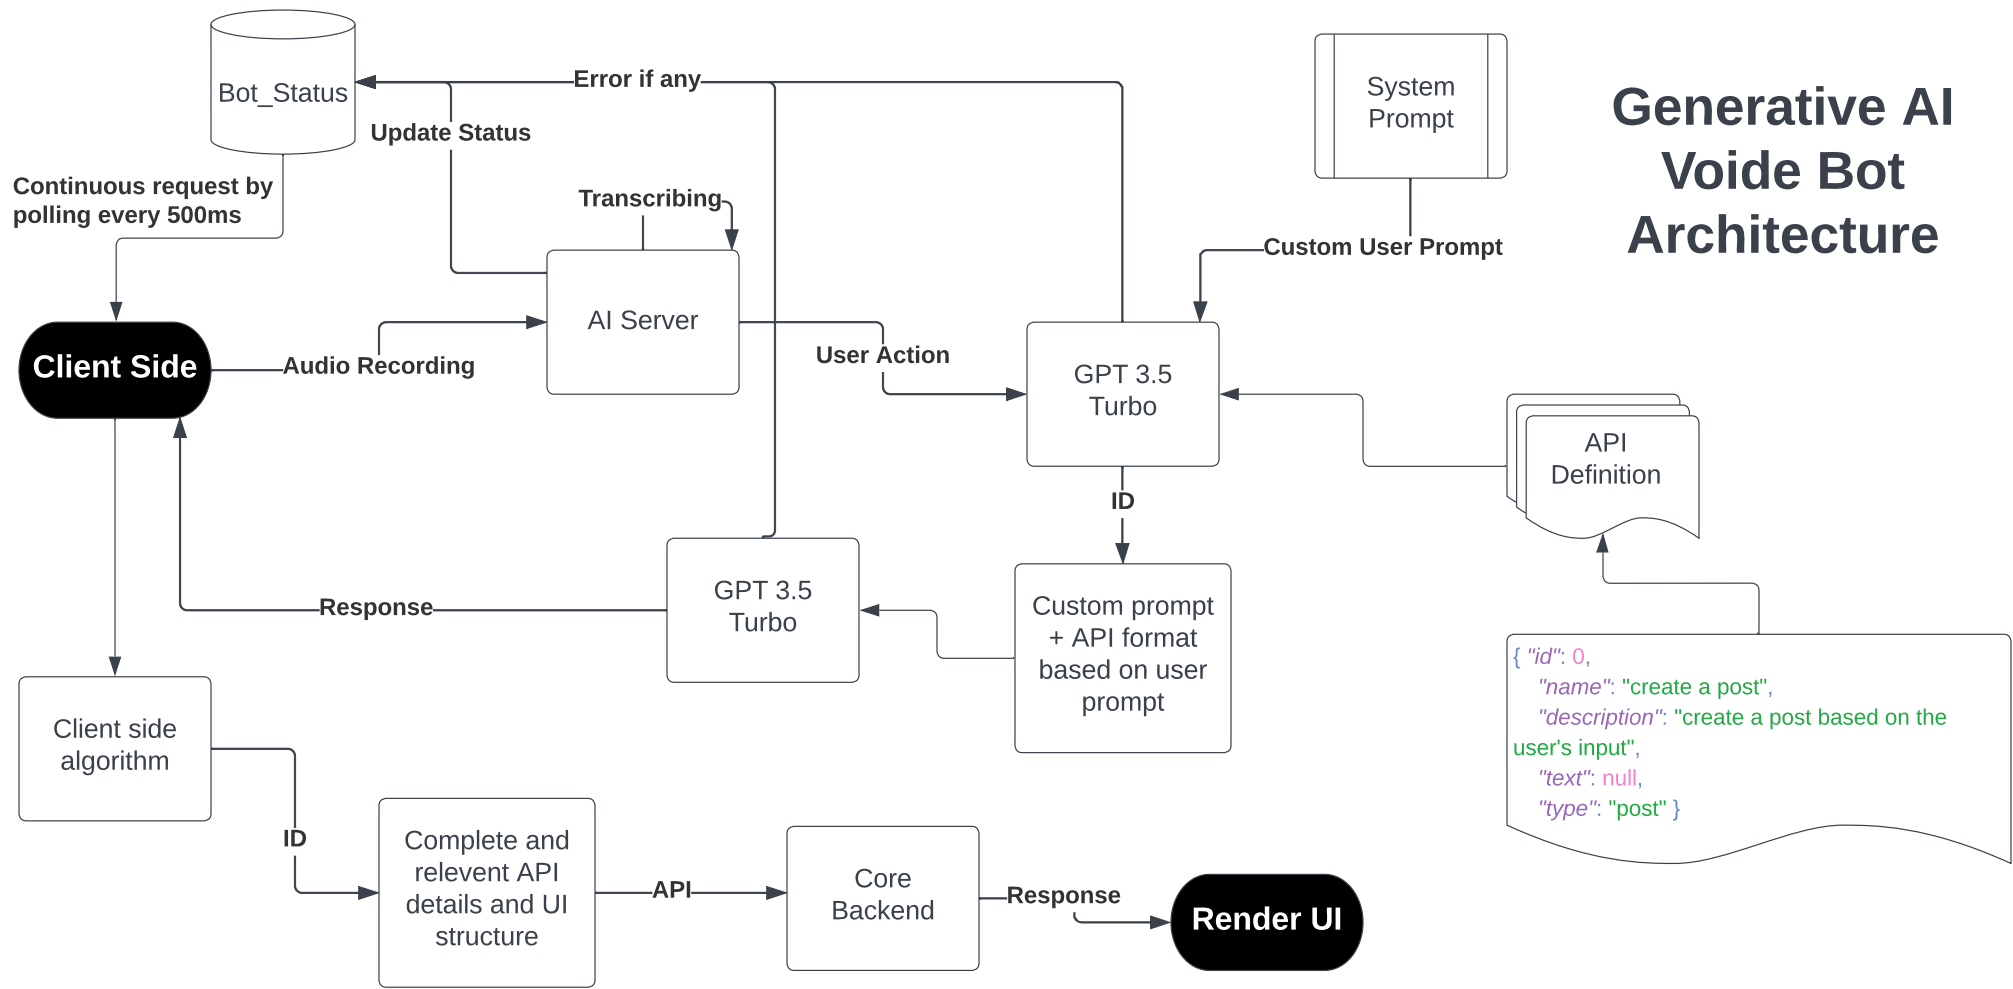 Generative AI
Voide Bot
Architecture
Bot_Status
Error if any
Update Status
System
Prompt
Continuous request by
polling every 500ms
Transcribing
Custom User Prompt
Client Side
Audio Recording
AI Server
User Action
GPT 3.5
Turbo
API
Definition
ID
Response
GPT 3.5
Turbo
Custom prompt
+ API format
based on user
prompt
{ "id": 0,
"name": "create a post",
"description": "create a post based on the
user's input",
"text": null,
"type": "post" }
Client side
algorithm
ID
Complete and
relevent API
details and UI
structure
API
Core
Backend
Response
Render UI